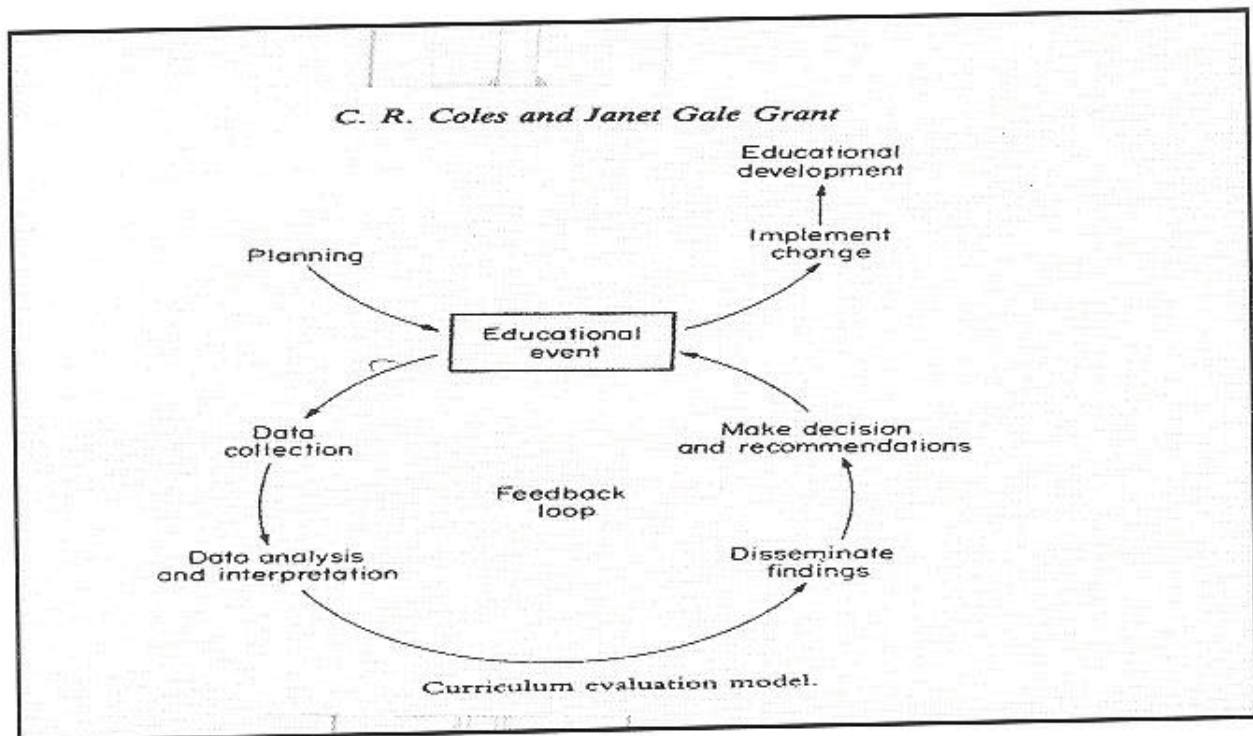 C. R. Coles and Janet Gale Grant
Educational
development
Implement
change
Planning
Educational
event
Data
collection
Make decision
and recommendations
Feedback
loop
Data analysis
and interpretation
Disseminate
findings
Curriculum evaluation model.